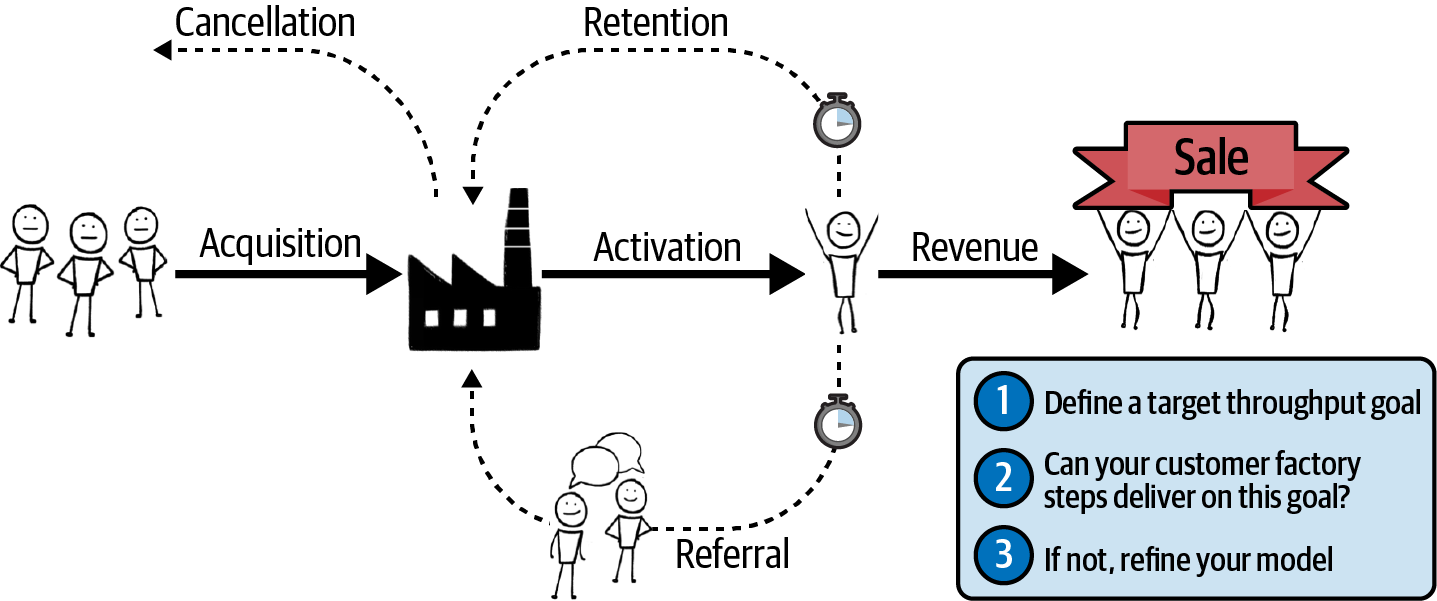 Cancellation
Retention
Acquisition
Activation
Revenue
Sale
Referral
1 Define a target throughput goal
2 Can your customer factory
steps deliver on this goal?
3 If not, refine your model